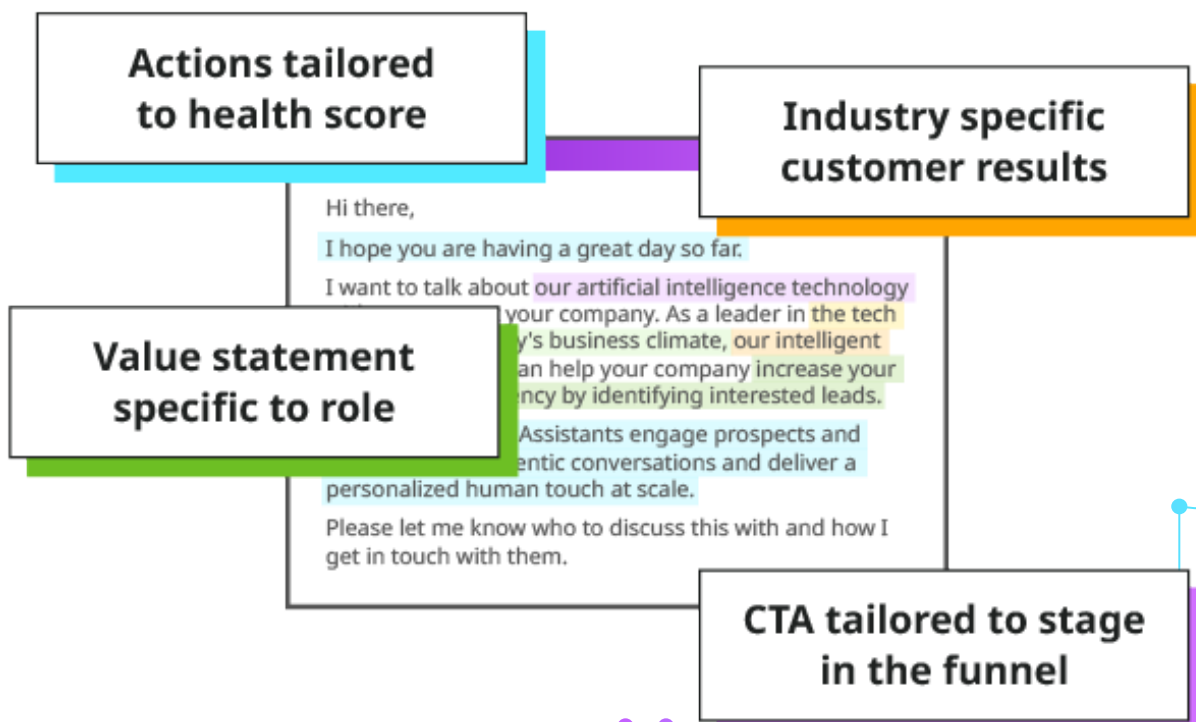 Actions tailored
to health score
Industry specific
customer results
Hi there,
I hope you are having a great day so far.
I want to talk about our artificial intelligence technology
your company. As a leader in the tech
y's business climate, our intelligent
an help your company increase your
ency by identifying interested leads.
Value statement
specific to role
Assistants engage prospects and
entic conversations and deliver a
personalized human touch at scale.
Please let me know who to discuss this with and how I
get in touch with them.
CTA tailored to stage
in the funnel